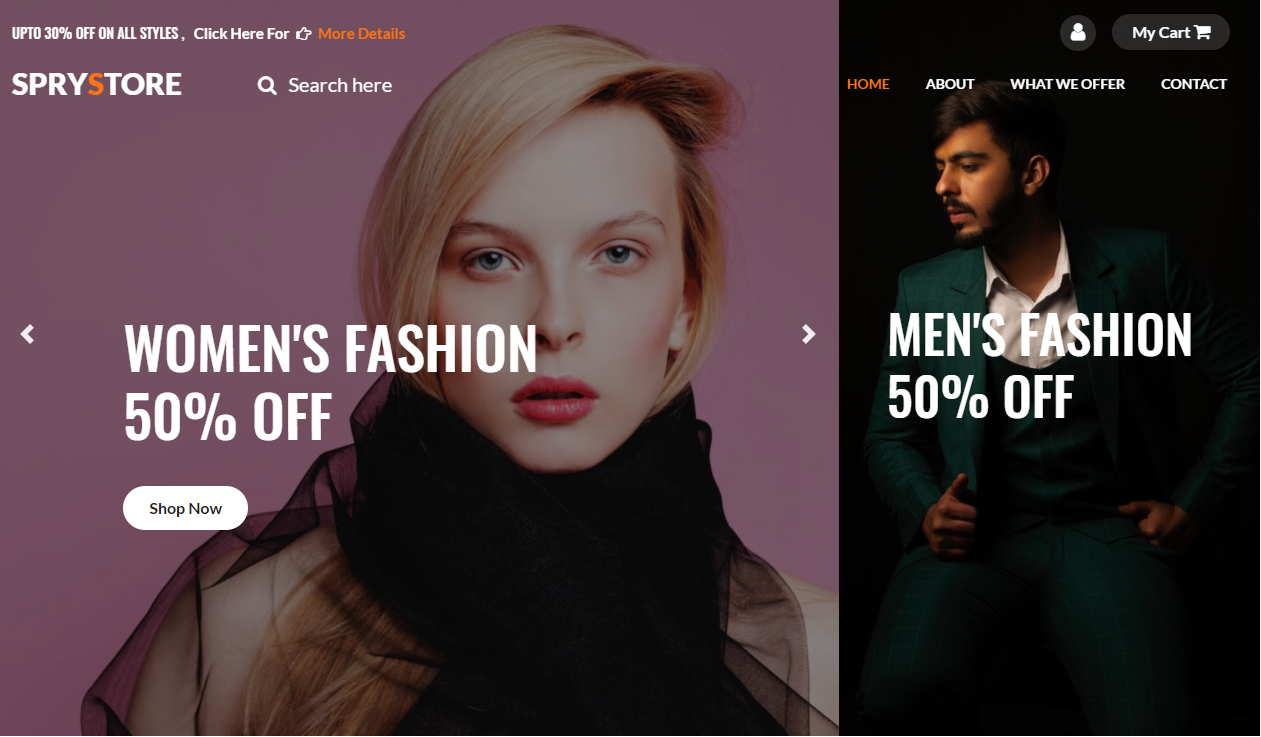 UPTO 30% OFF ON ALL STYLES , Click Here For More Details
My Cart
SPRYSTORE
Search here
HOME ABOUT WHAT WE OFFER CONTACT
WOMEN'S FASHION
50% OFF
Shop Now
MEN'S FASHION
50% OFF